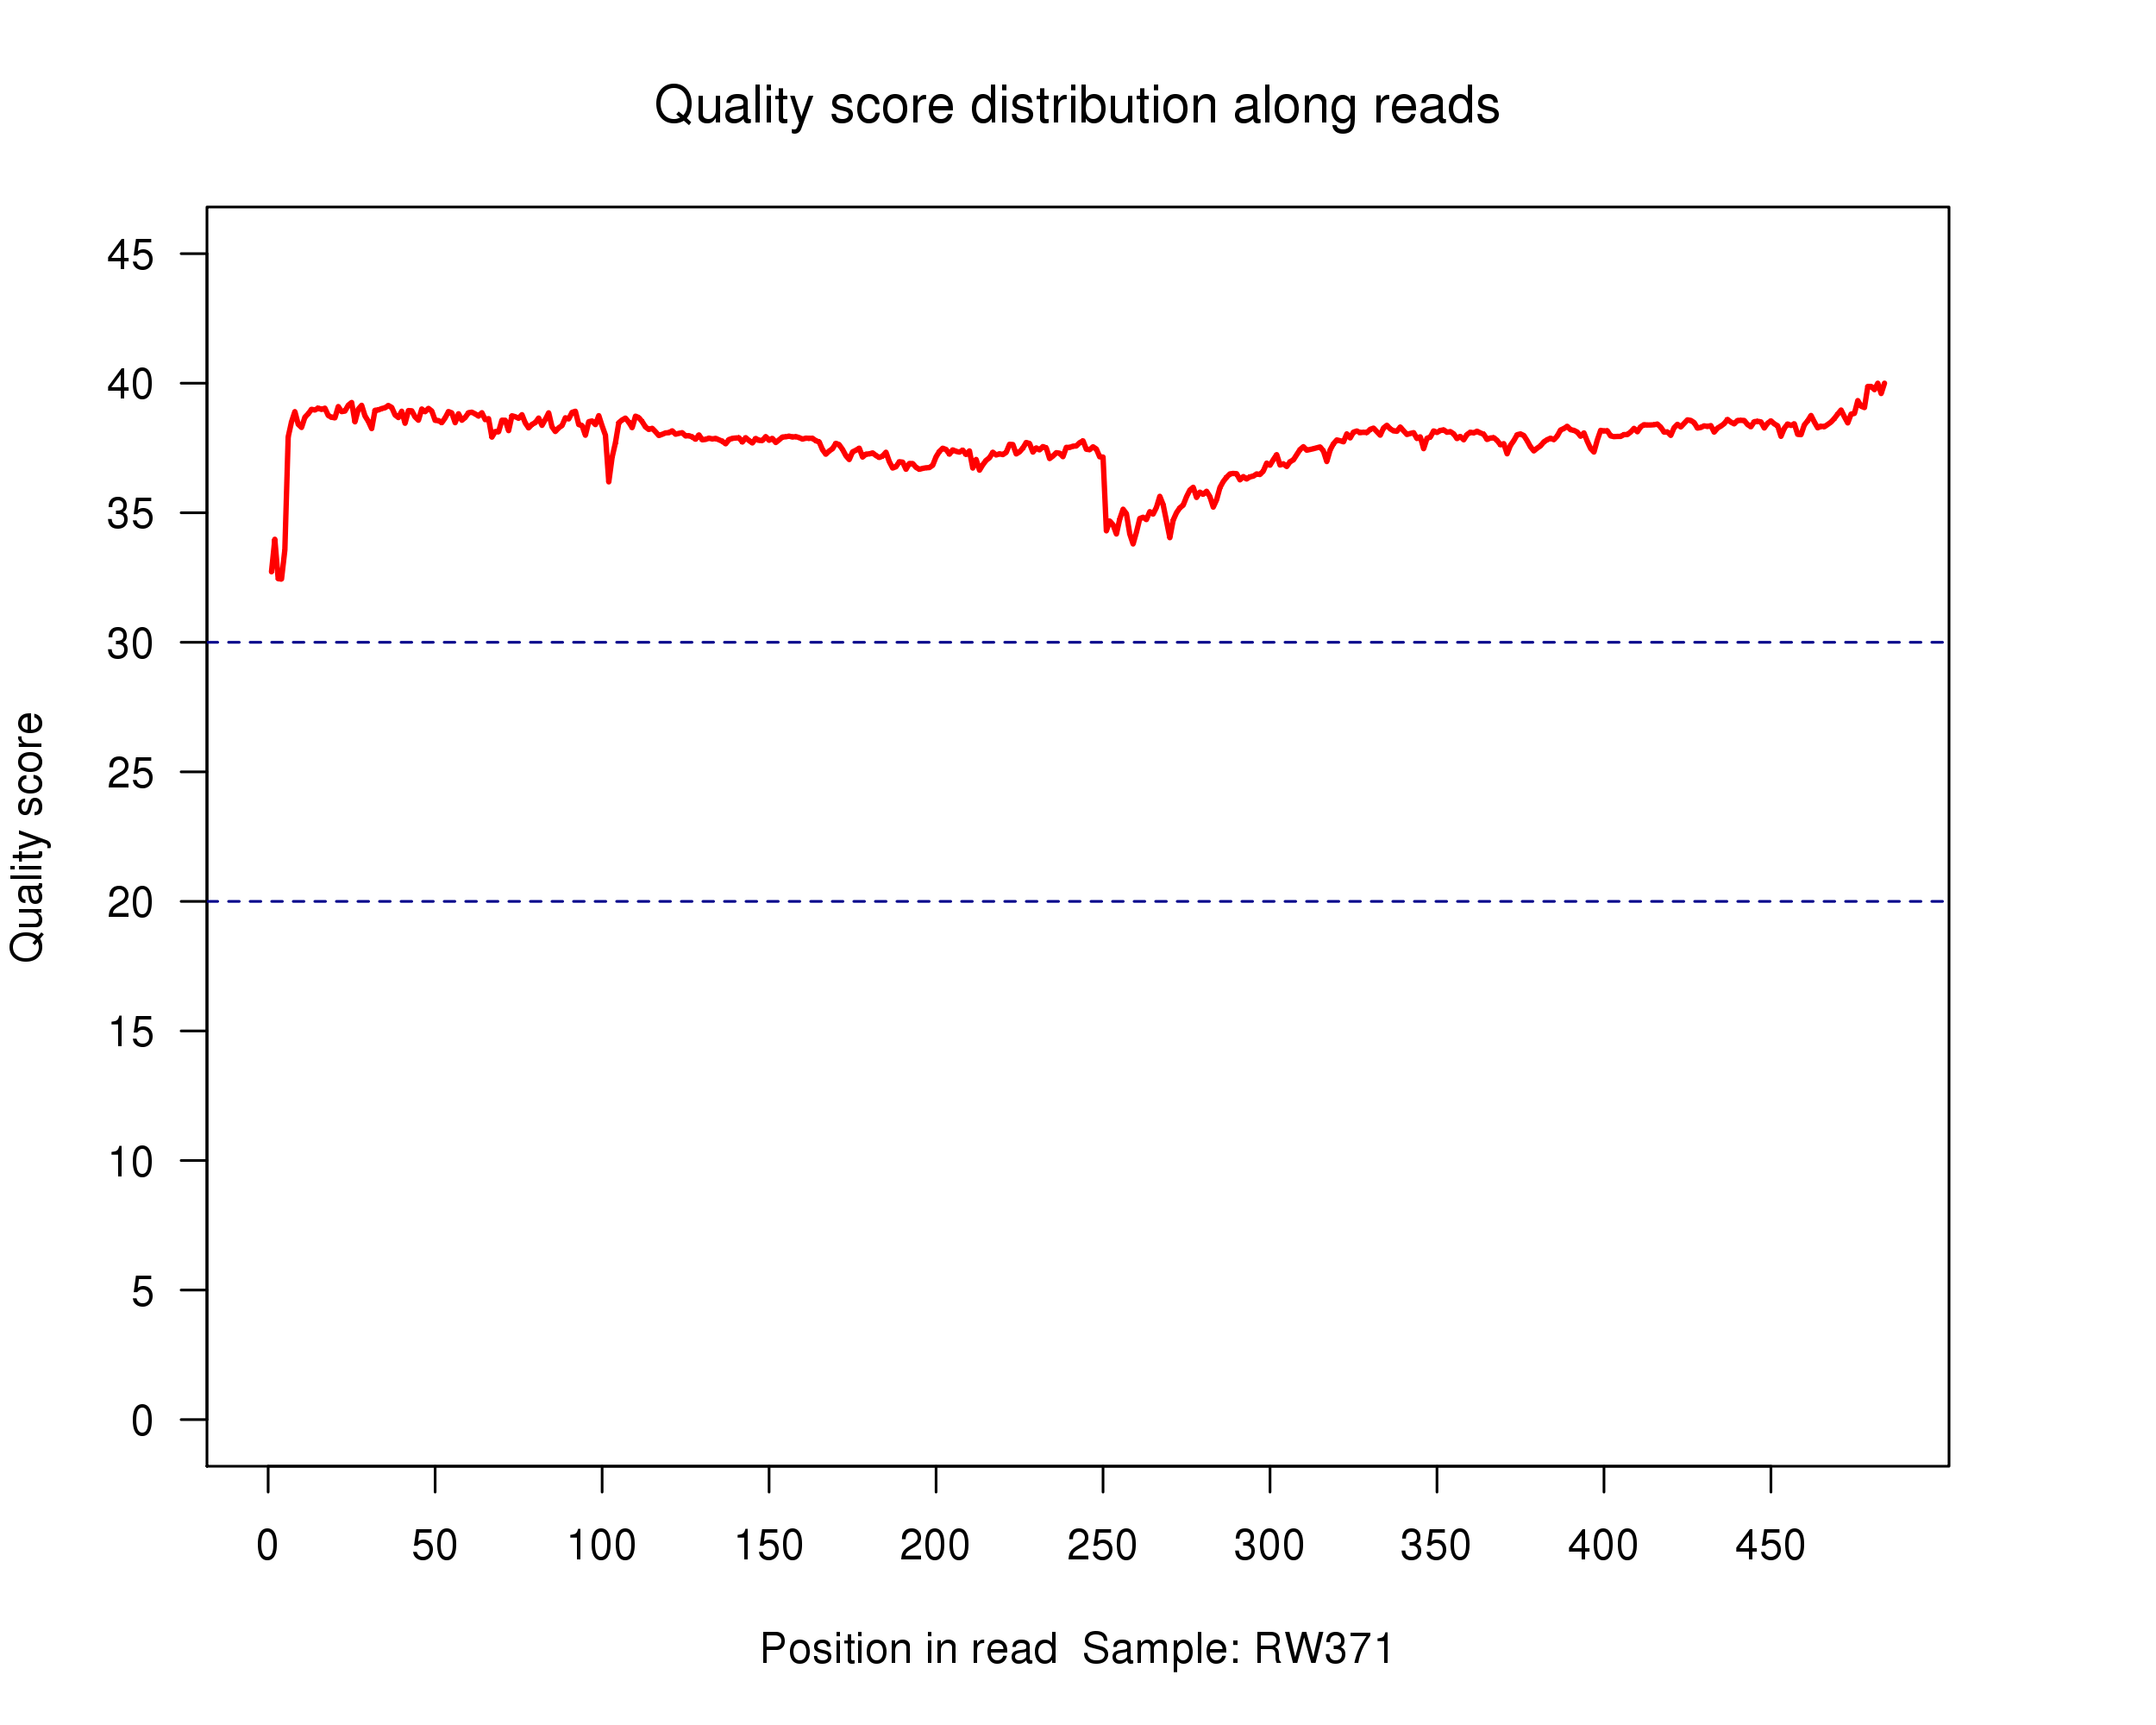 Quality score distribution along reads
45
40
35
30
25
20
15
10
5
0
Quality score
0 50 100 150 200 250 300 350 400 450
Position in read  Sample: RW371